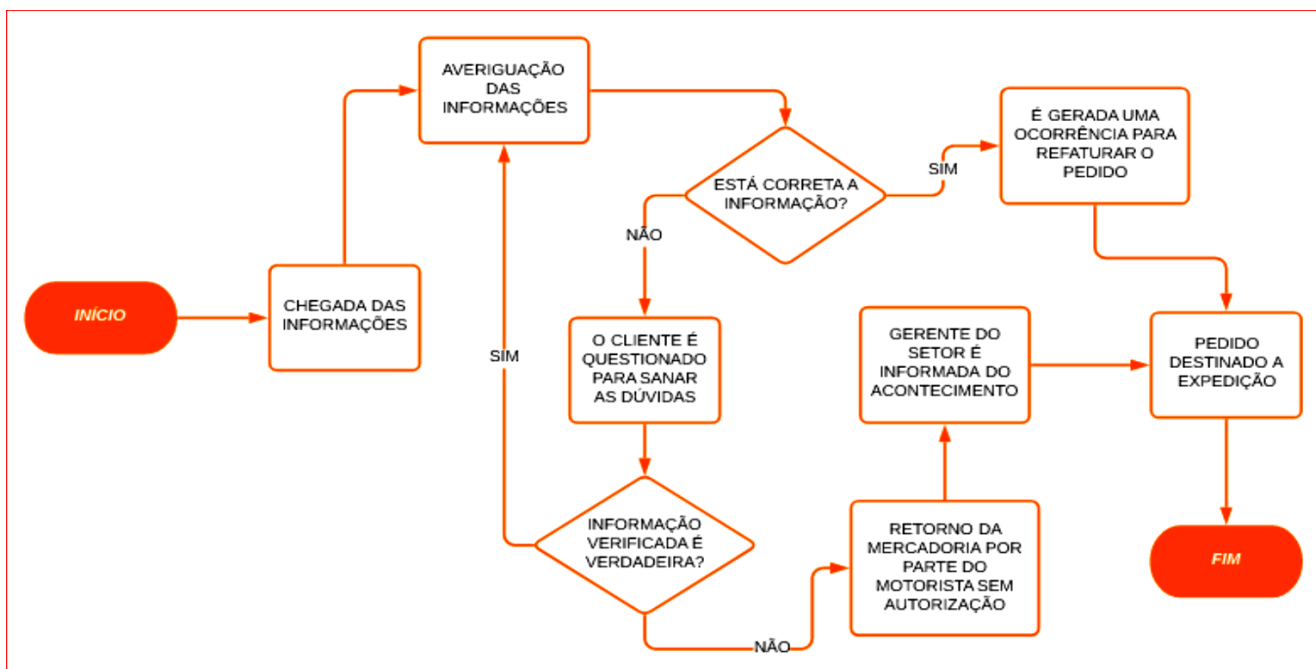 INÍCIO
CHEGADA DAS
INFORMAÇÕES
AVERIGUAÇÃO
DAS
INFORMAÇÕES
ESTÁ CORRETA A
INFORMAÇÃO?
SIM
É GERADA UMA
OCORRÊNCIA PARA
REFATURAR O
PEDIDO
NÃO
O CLIENTE É
QUESTIONADO
PARA SANAR
AS DÚVIDAS
INFORMAÇÃO
VERIFICADA É
VERDADEIRA?
SIM
NÃO
RETORNO DA
MERCADORIA POR
PARTE DO
MOTORISTA SEM
AUTORIZAÇÃO
GERENTE DO
SETOR É
INFORMADA DO
ACONTECIMENTO
PEDIDO
DESTINADO A
EXPEDIÇÃO
FIM